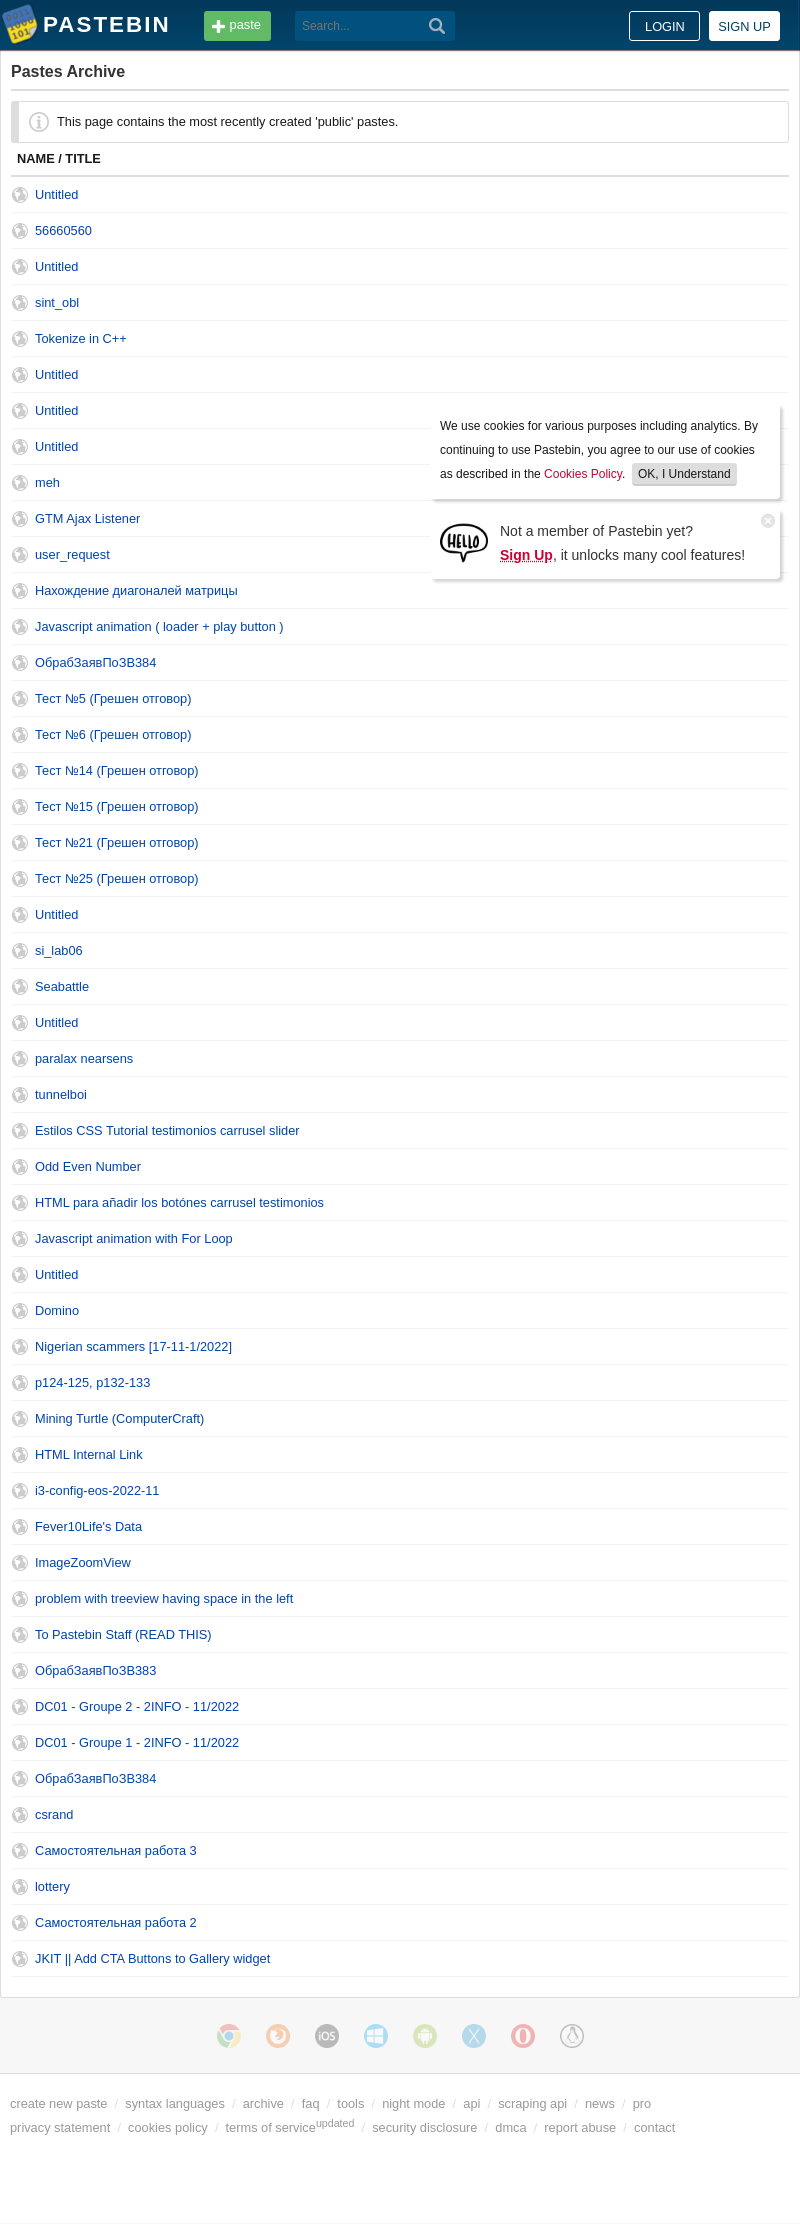 PASTEBIN
paste
Search...
LOGIN
SIGN UP
Pastes Archive
This page contains the most recently created 'public' pastes.
NAME / TITLE
Untitled
56660560
Untitled
sint_obl
Tokenize in C++
Untitled
Untitled
Untitled
meh
GTM Ajax Listener
user_request
Нахождение диагоналей матрицы
Javascript animation ( loader + play button )
ОбрабЗаявПоЗВ384
Тест №5 (Грешен отговор)
Тест №6 (Грешен отговор)
Тест №14 (Грешен отговор)
Тест №15 (Грешен отговор)
Тест №21 (Грешен отговор)
Тест №25 (Грешен отговор)
Untitled
si_lab06
Seabattle
Untitled
paralax nearsens
tunnelboi
Estilos CSS Tutorial testimonios carrusel slider
Odd Even Number
HTML para añadir los botónes carrusel testimonios
Javascript animation with For Loop
Untitled
Domino
Nigerian scammers [17-11-1/2022]
p124-125, p132-133
Mining Turtle (ComputerCraft)
HTML Internal Link
i3-config-eos-2022-11
Fever10Life's Data
ImageZoomView
problem with treeview having space in the left
To Pastebin Staff (READ THIS)
ОбрабЗаявПоЗВ383
DC01 - Groupe 2 - 2INFO - 11/2022
DC01 - Groupe 1 - 2INFO - 11/2022
ОбрабЗаявПоЗВ384
csrand
Самостоятельная работа 3
lottery
Самостоятельная работа 2
JKIT || Add CTA Buttons to Gallery widget
We use cookies for various purposes including analytics. By
continuing to use Pastebin, you agree to our use of cookies
as described in the Cookies Policy. OK, I Understand
HELLO
Not a member of Pastebin yet?
Sign Up, it unlocks many cool features!
iOS
create new paste / syntax languages / archive / faq / tools / night mode / api / scraping api / news / pro
privacy statement / cookies policy / terms of service updated / security disclosure / dmca / report abuse / contact